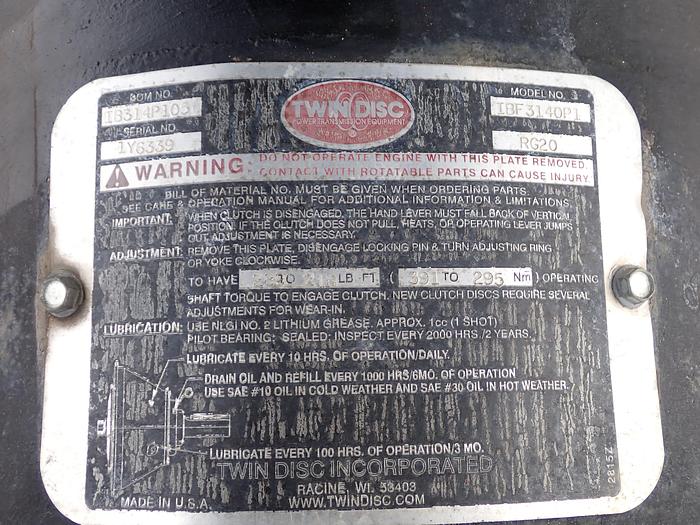 BOM NO.
IB314P103
SERIAL NO.
1Y6339
TWIN DISC
POWER TRANSMISSION EQUIPMENT
MODEL NO.
IBF3140P1
RG20
WARNING: DO NOT OPERATE ENGINE WITH THIS PLATE REMOVED.
CONTACT WITH ROTATABLE PARTS CAN CAUSE INJURY.
BILL OF MATERIAL NO. MUST BE GIVEN WHEN ORDERING PARTS.
SEE CARE & OPERATION MANUAL FOR ADDITIONAL INFORMATION & LIMITATIONS.
IMPORTANT: WHEN CLUTCH IS DISENGAGED, THE HAND LEVER MUST FALL BACK OF VERTICAL
POSITION. IF THE CLUTCH DOES NOT PULL, HEATS, OR OPERATING LEVER JUMPS
OUT, ADJUSTMENT IS NECESSARY.
ADJUSTMENT: REMOVE THIS PLATE, DISENGAGE LOCKING PIN & TURN ADJUSTING RING
OR YOKE CLOCKWISE.
TO HAVE TO LB FT ( 391 TO 295 Nm ) OPERATING
SHAFT TORQUE TO ENGAGE CLUTCH. NEW CLUTCH DISCS REQUIRE SEVERAL
ADJUSTMENTS FOR WEAR-IN.
LUBRICATION: USE NLGI NO. 2 LITHIUM GREASE. APPROX. 1cc (1 SHOT)
PILOT BEARING: SEALED: INSPECT EVERY 2000 HRS./2 YEARS.
LUBRICATE EVERY 10 HRS. OF OPERATION/DAILY.
DRAIN OIL AND REFILL EVERY 1000 HRS/6MO. OF OPERATION
USE SAE #10 OIL IN COLD WEATHER AND SAE #30 OIL IN HOT WEATHER.
LUBRICATE EVERY 100 HRS. OF OPERATION/3 MO.
TWIN DISC INCORPORATED
RACINE, WI. 53403
MADE IN U.S.A.
WWW.TWINDISC.COM
2815Z